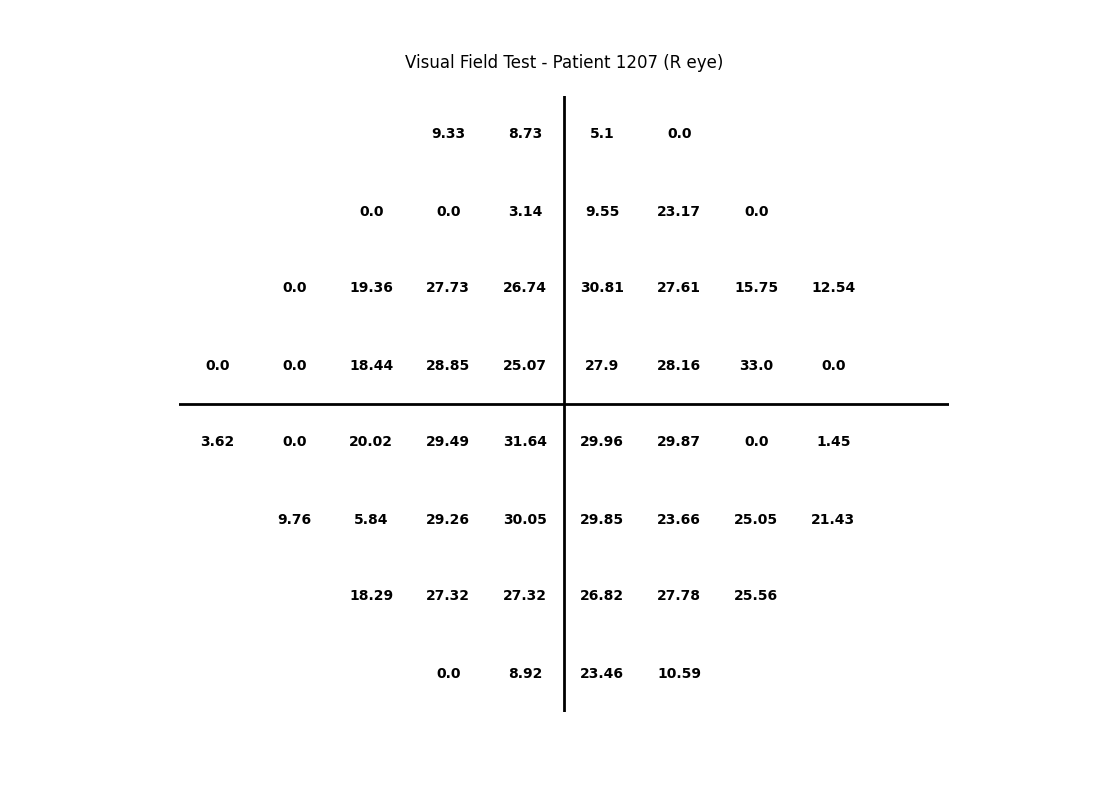 Visual Field Test - Patient 1207 (R eye)
9.33 8.73 5.1 0.0
0.0 0.0 3.14 9.55 23.17 0.0
0.0 19.36 27.73 26.74 30.81 27.61 15.75 12.54
0.0 0.0 18.44 28.85 25.07 27.9 28.16 33.0 0.0
3.62 0.0 20.02 29.49 31.64 29.96 29.87 0.0 1.45
9.76 5.84 29.26 30.05 29.85 23.66 25.05 21.43
18.29 27.32 27.32 26.82 27.78 25.56
0.0 8.92 23.46 10.59